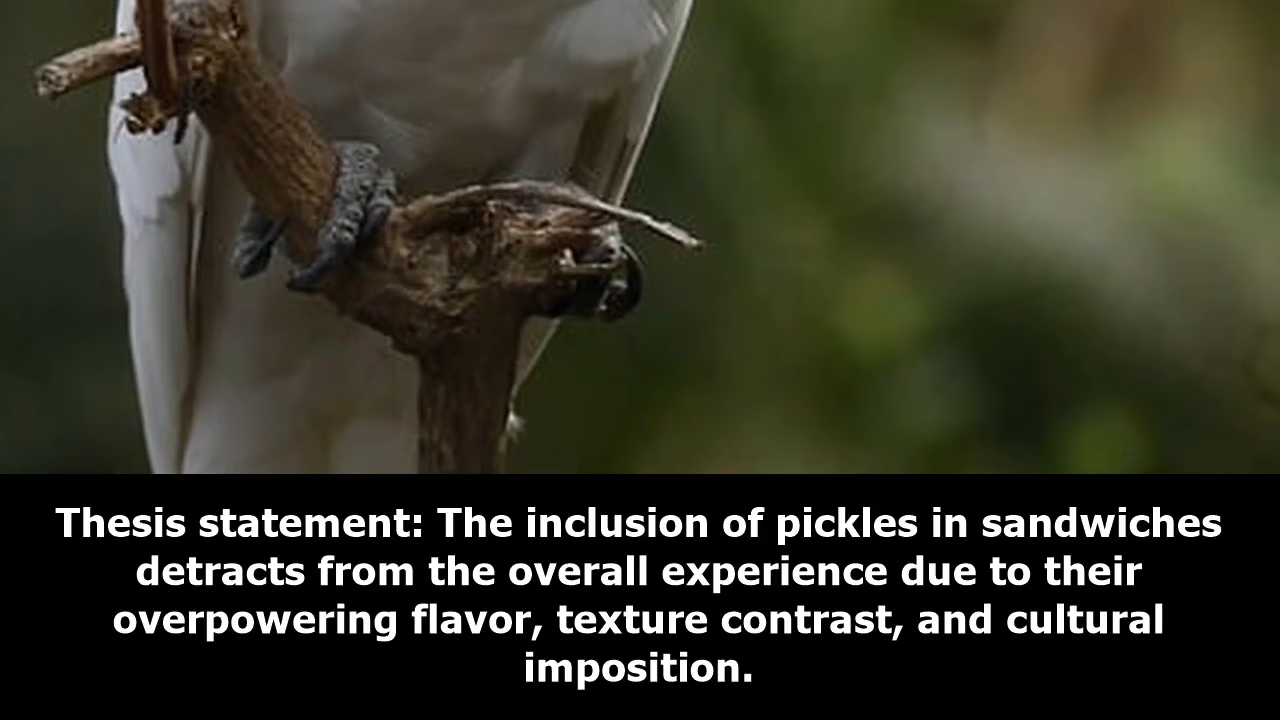 Thesis statement: The inclusion of pickles in sandwiches
detracts from the overall experience due to their
overpowering flavor, texture contrast, and cultural
imposition.